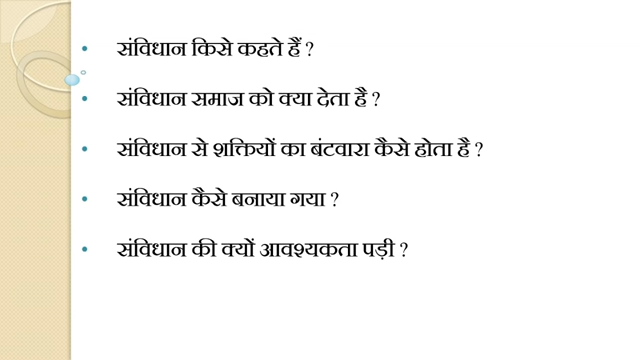 • संविधान किसे कहते हैं ?
• संविधान समाज को क्या देता है ?
• संविधान से शक्तियों का बंटवारा कैसे होता है ?
• संविधान कैसे बनाया गया ?
• संविधान की क्यों आवश्यकता पड़ी ?